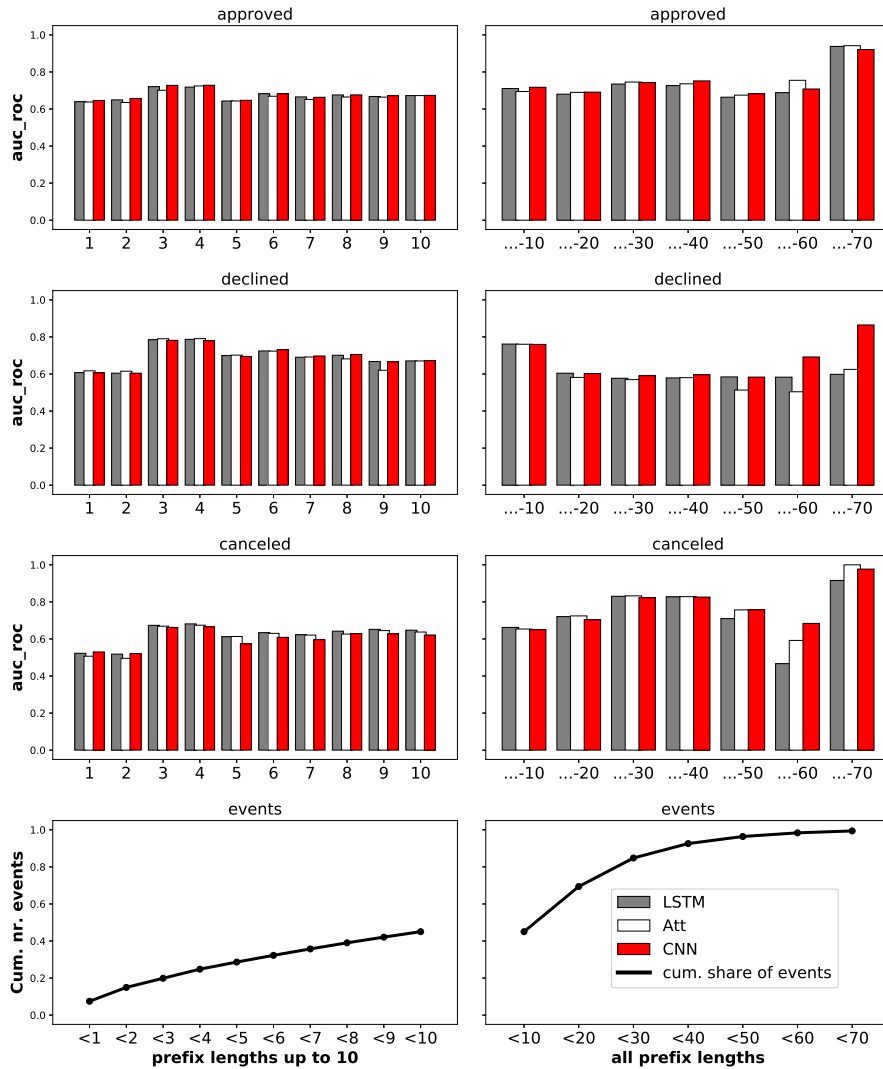 approved
approved
1.0
0.8
0.6
0.4
0.2
0.0
auc_roc
1 2 3 4 5 6 7 8 9 10
...-10 ...-20 ...-30 ...-40 ...-50 ...-60 ...-70
declined
declined
1.0
0.8
0.6
0.4
0.2
0.0
auc_roc
1 2 3 4 5 6 7 8 9 10
...-10 ...-20 ...-30 ...-40 ...-50 ...-60 ...-70
canceled
canceled
1.0
0.8
0.6
0.4
0.2
0.0
auc_roc
1 2 3 4 5 6 7 8 9 10
...-10 ...-20 ...-30 ...-40 ...-50 ...-60 ...-70
events
events
1.0
0.8
0.6
0.4
0.2
0.0
Cum. nr. events
LSTM
Att
CNN
cum. share of events
<1 <2 <3 <4 <5 <6 <7 <8 <9 <10
<10 <20 <30 <40 <50 <60 <70
prefix lengths up to 10
all prefix lengths